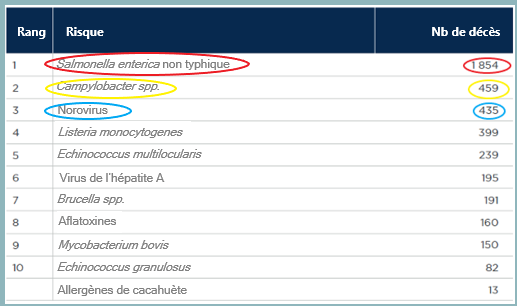 Rang Risque Nb de décès
1 Salmonella enterica non typhique 1 854
2 Campylobacter spp. 459
3 Norovirus 435
4 Listeria monocytogenes 399
5 Echinococcus multilocularis 239
6 Virus de l'hépatite A 195
7 Brucella spp. 191
8 Aflatoxines 160
9 Mycobacterium bovis 150
10 Echinococcus granulosus 82
Allergènes de cacahuète 13